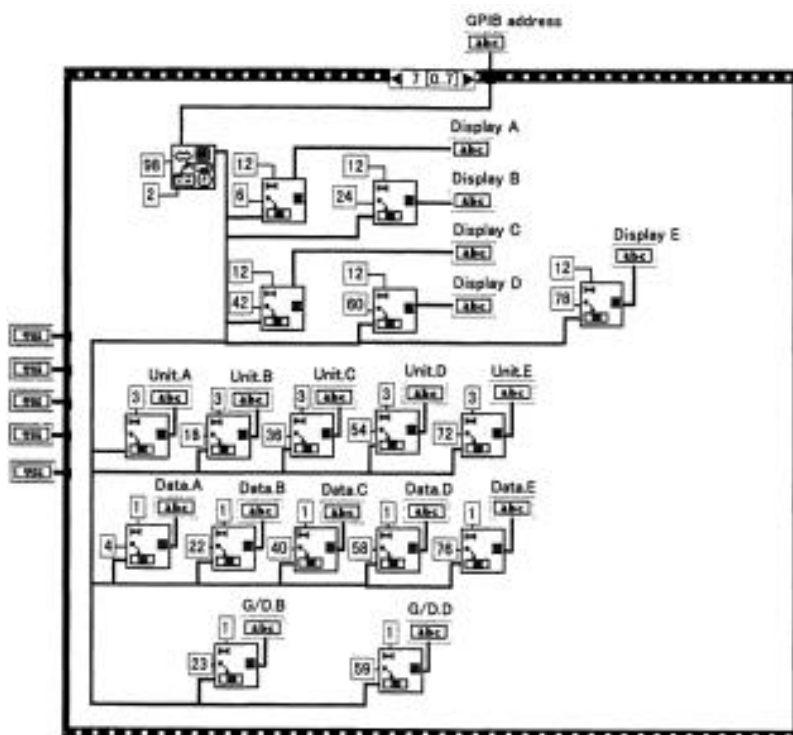 GPIB address
abc
7 [0..7]
Display A
abc
98
12
12
Display B
6
24
abc
2
Display C
abc
Display E
abc
12
12
Display D
12
42
60
abc
78
Unit.A
Unit.B
Unit.C
Unit.D
Unit.E
abc
abc
abc
abc
abc
3
3
3
3
3
18
36
54
72
Data.A
Data.B
Data.C
Data.D
Data.E
abc
abc
abc
abc
abc
1
1
1
1
1
4
22
40
58
76
G/D.B
G/D.D
abc
abc
1
1
23
59